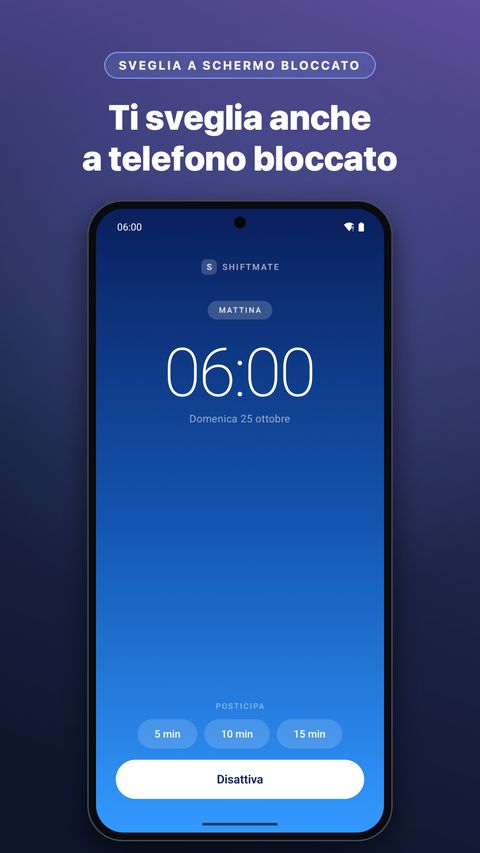 SVEGLIA A SCHERMO BLOCCATO
Ti sveglia anche
a telefono bloccato
06:00
S SHIFTMATE
MATTINA
06:00
Domenica 25 ottobre
POSTICIPA
5 min 10 min 15 min
Disattiva